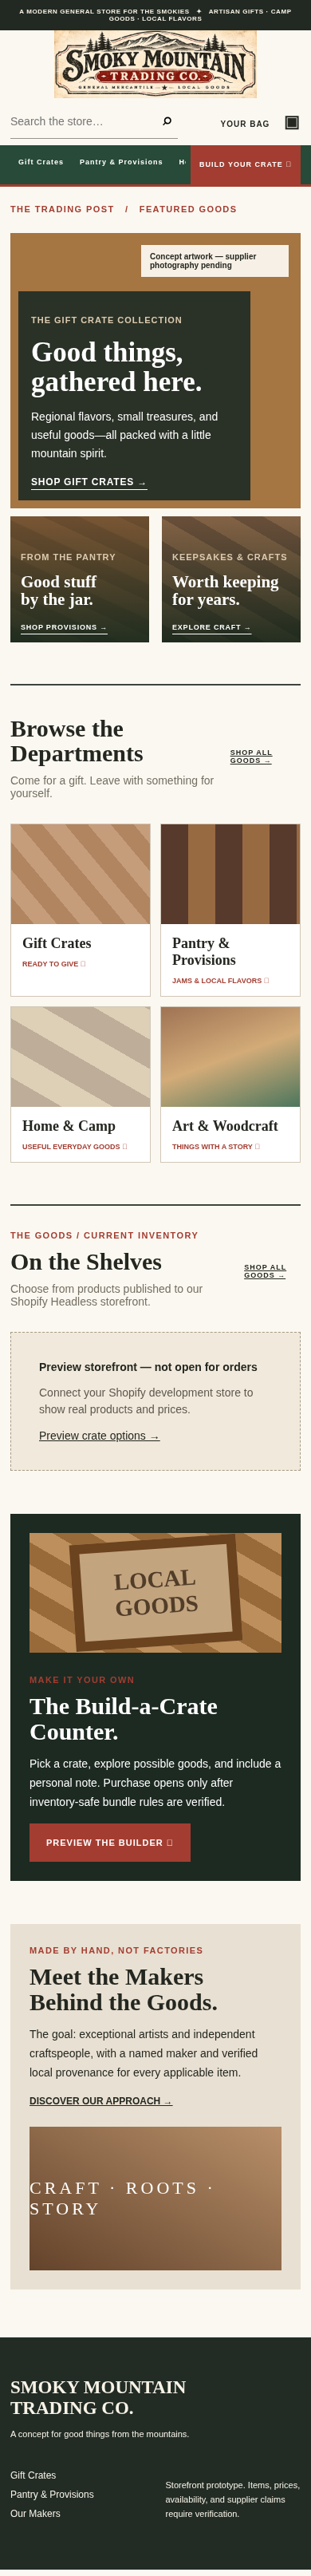 A MODERN GENERAL STORE FOR THE SMOKIES ✦ ARTISAN GIFTS · CAMP
GOODS · LOCAL FLAVORS
SMOKY MOUNTAIN
TRADING CO.
GENERAL MERCANTILE
Search the store…
YOUR BAG
Gift Crates Pantry & Provisions
BUILD YOUR CRATE
THE TRADING POST / FEATURED GOODS
Concept artwork — supplier
photography pending
THE GIFT CRATE COLLECTION
Good things,
gathered here.
Regional flavors, small treasures, and
useful goods—all packed with a little
mountain spirit.
SHOP GIFT CRATES →
FROM THE PANTRY
Good stuff
by the jar.
SHOP PROVISIONS →
KEEPSAKES & CRAFTS
Worth keeping
for years.
EXPLORE CRAFT →
Browse the
Departments
Come for a gift. Leave with something for
yourself.
SHOP ALL
GOODS →
Gift Crates
READY TO GIVE
Pantry &
Provisions
JAMS & LOCAL FLAVORS
Home & Camp
USEFUL EVERYDAY GOODS
Art & Woodcraft
THINGS WITH A STORY
THE GOODS / CURRENT INVENTORY
On the Shelves
Choose from products published to our
Shopify Headless storefront.
SHOP ALL
GOODS →
Preview storefront — not open for orders
Connect your Shopify development store to
show real products and prices.
Preview crate options →
LOCAL
GOODS
MAKE IT YOUR OWN
The Build-a-Crate
Counter.
Pick a crate, explore possible goods, and include a
personal note. Purchase opens only after
inventory-safe bundle rules are verified.
PREVIEW THE BUILDER
MADE BY HAND, NOT FACTORIES
Meet the Makers
Behind the Goods.
The goal: exceptional artists and independent
craftspeople, with a named maker and verified
local provenance for every applicable item.
DISCOVER OUR APPROACH →
CRAFT · ROOTS ·
STORY
SMOKY MOUNTAIN
TRADING CO.
A concept for good things from the mountains.
Gift Crates
Pantry & Provisions
Our Makers
Storefront prototype. Items, prices,
availability, and supplier claims
require verification.